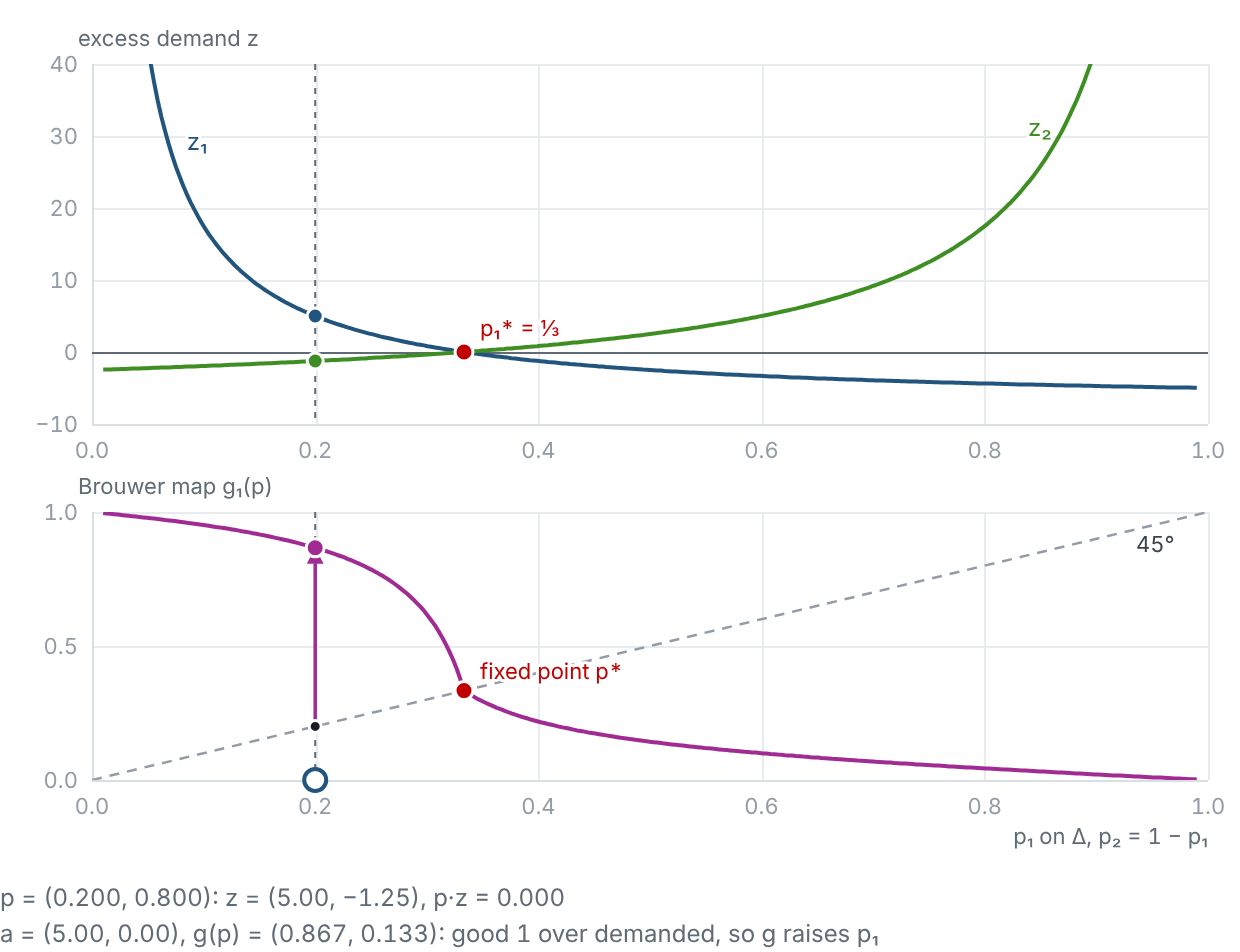 excess demand z
40
30
20
10
0
−10
z₁
z₂
p₁* = ⅓
0.0 0.2 0.4 0.6 0.8 1.0
Brouwer map g₁(p)
1.0
0.5
0.0
45°
fixed point p*
0.0 0.2 0.4 0.6 0.8 1.0
p₁ on Δ, p₂ = 1 − p₁
p = (0.200, 0.800): z = (5.00, −1.25), p·z = 0.000
a = (5.00, 0.00), g(p) = (0.867, 0.133): good 1 over demanded, so g raises p₁